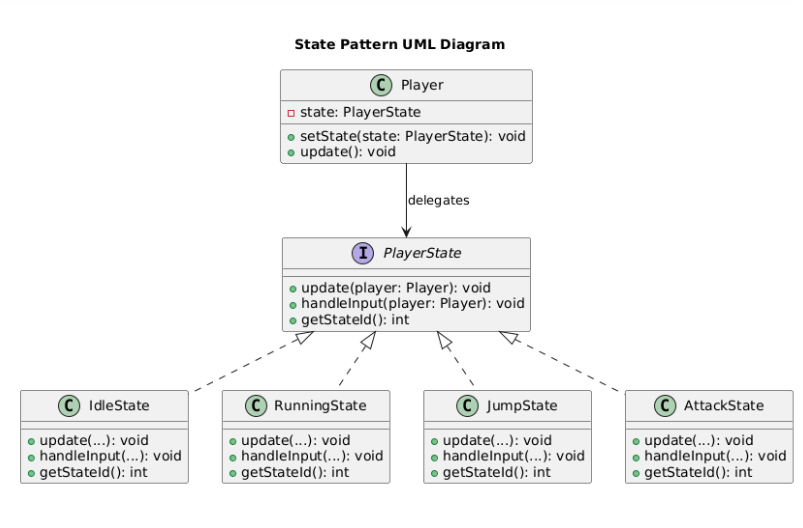 State Pattern UML Diagram
C Player
state: PlayerState
setState(state: PlayerState): void
update(): void
delegates
I PlayerState
update(player: Player): void
handleInput(player: Player): void
getStateId(): int
C IdleState
update(...): void
handleInput(...): void
getStateId(): int
C RunningState
update(...): void
handleInput(...): void
getStateId(): int
C JumpState
update(...): void
handleInput(...): void
getStateId(): int
C AttackState
update(...): void
handleInput(...): void
getStateId(): int